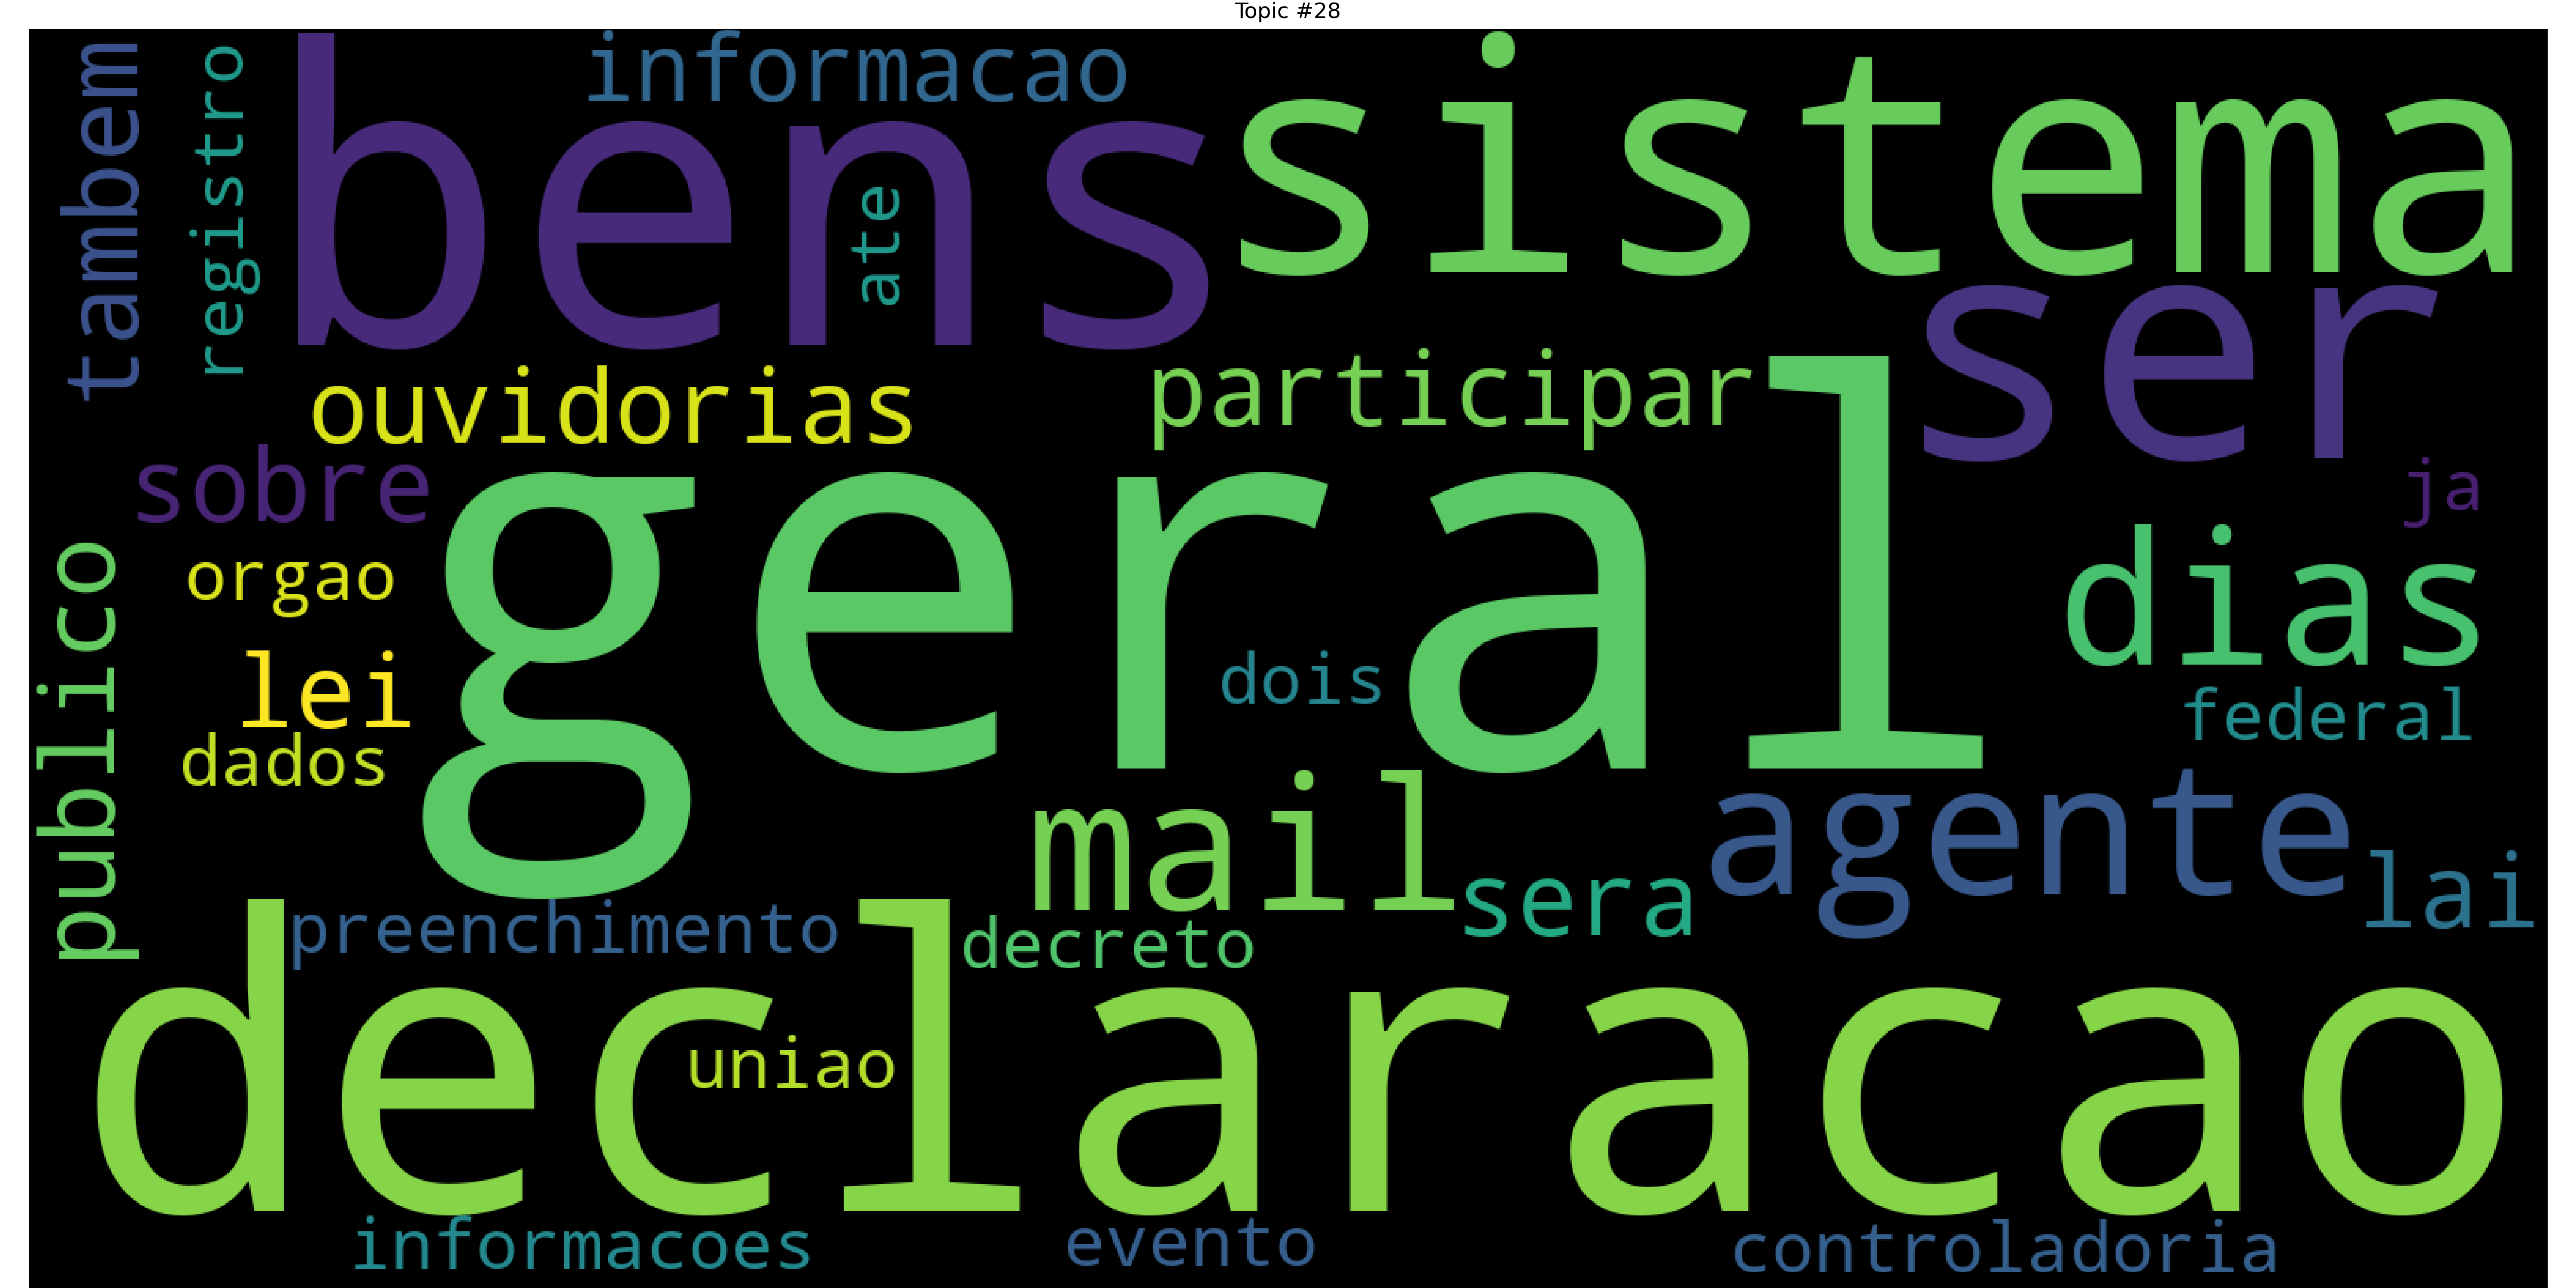 Topic #28
tambem
registro
informacao
bens
ate
sistema
ser
ouvidorias
participar
sobre
geral
ja
orgao
dias
publico
lei
dois
federal
dados
mail
agente
sera
lai
preenchimento
decreto
declaracao
uniao
informacoes
evento
controladoria